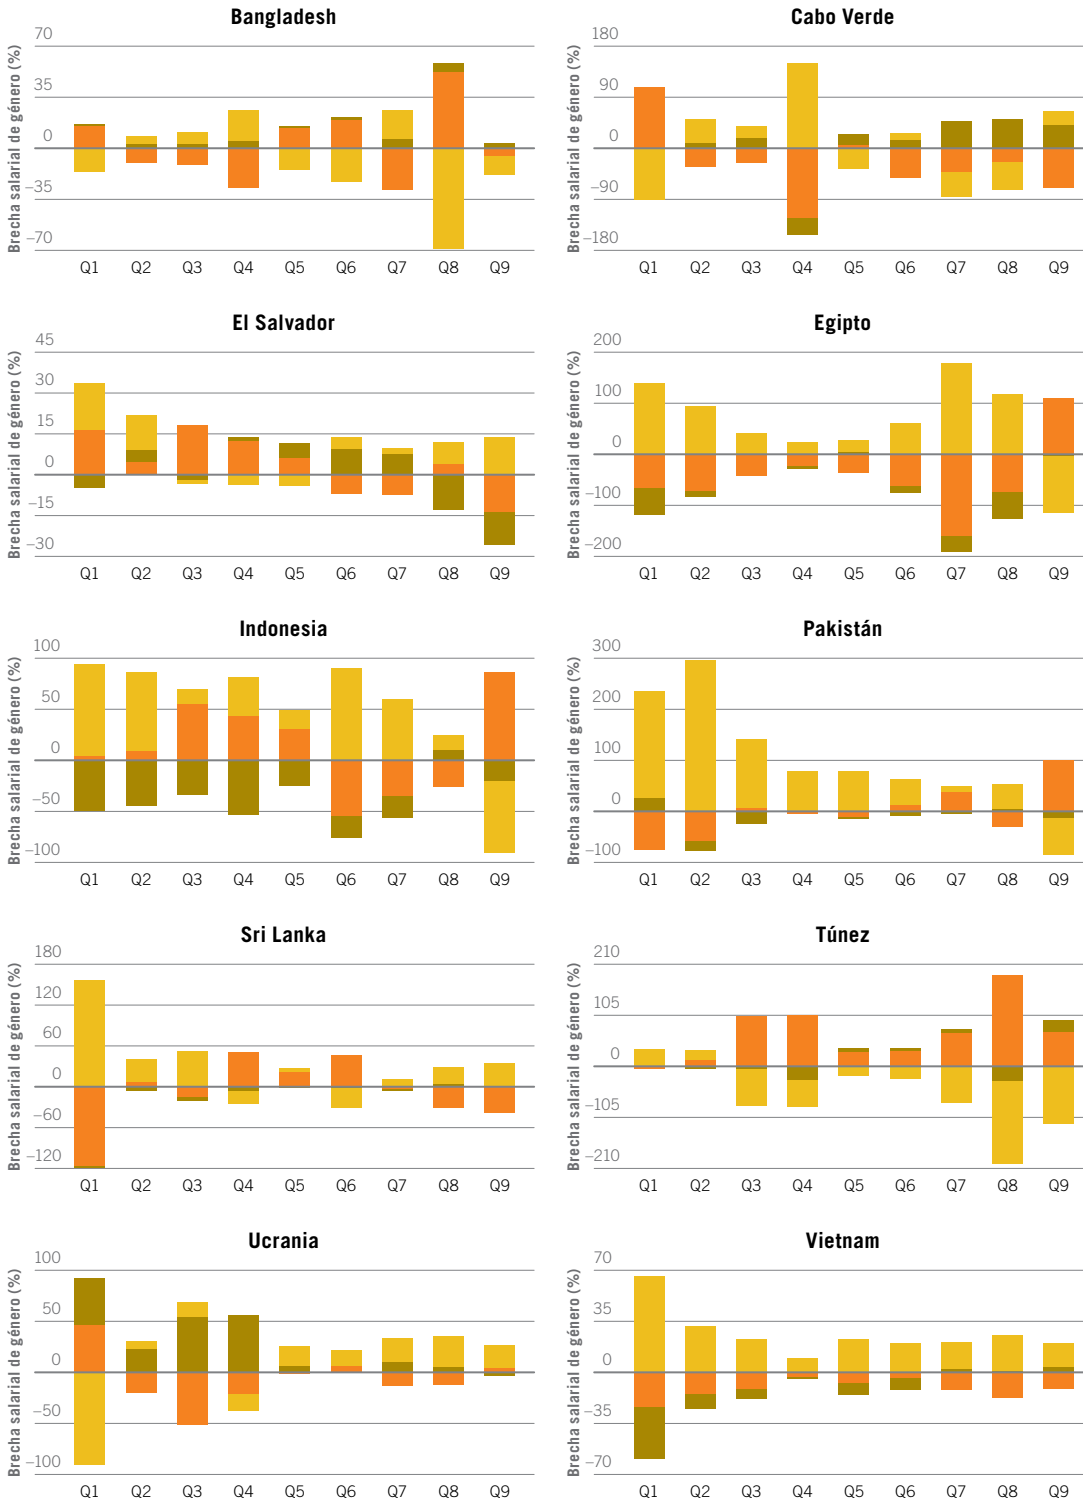 Bangladesh
Brecha salarial de género (%)
70
35
0
–35
–70
Q1 Q2 Q3 Q4 Q5 Q6 Q7 Q8 Q9
Cabo Verde
Brecha salarial de género (%)
180
90
0
–90
–180
Q1 Q2 Q3 Q4 Q5 Q6 Q7 Q8 Q9
El Salvador
Brecha salarial de género (%)
45
30
15
0
–15
–30
Q1 Q2 Q3 Q4 Q5 Q6 Q7 Q8 Q9
Egipto
Brecha salarial de género (%)
200
100
0
–100
–200
Q1 Q2 Q3 Q4 Q5 Q6 Q7 Q8 Q9
Indonesia
Brecha salarial de género (%)
100
50
0
–50
–100
Q1 Q2 Q3 Q4 Q5 Q6 Q7 Q8 Q9
Pakistán
Brecha salarial de género (%)
300
200
100
0
–100
Q1 Q2 Q3 Q4 Q5 Q6 Q7 Q8 Q9
Sri Lanka
Brecha salarial de género (%)
180
120
60
0
–60
–120
Q1 Q2 Q3 Q4 Q5 Q6 Q7 Q8 Q9
Túnez
Brecha salarial de género (%)
210
105
0
–105
–210
Q1 Q2 Q3 Q4 Q5 Q6 Q7 Q8 Q9
Ucrania
Brecha salarial de género (%)
100
50
0
–50
–100
Q1 Q2 Q3 Q4 Q5 Q6 Q7 Q8 Q9
Vietnam
Brecha salarial de género (%)
70
35
0
–35
–70
Q1 Q2 Q3 Q4 Q5 Q6 Q7 Q8 Q9